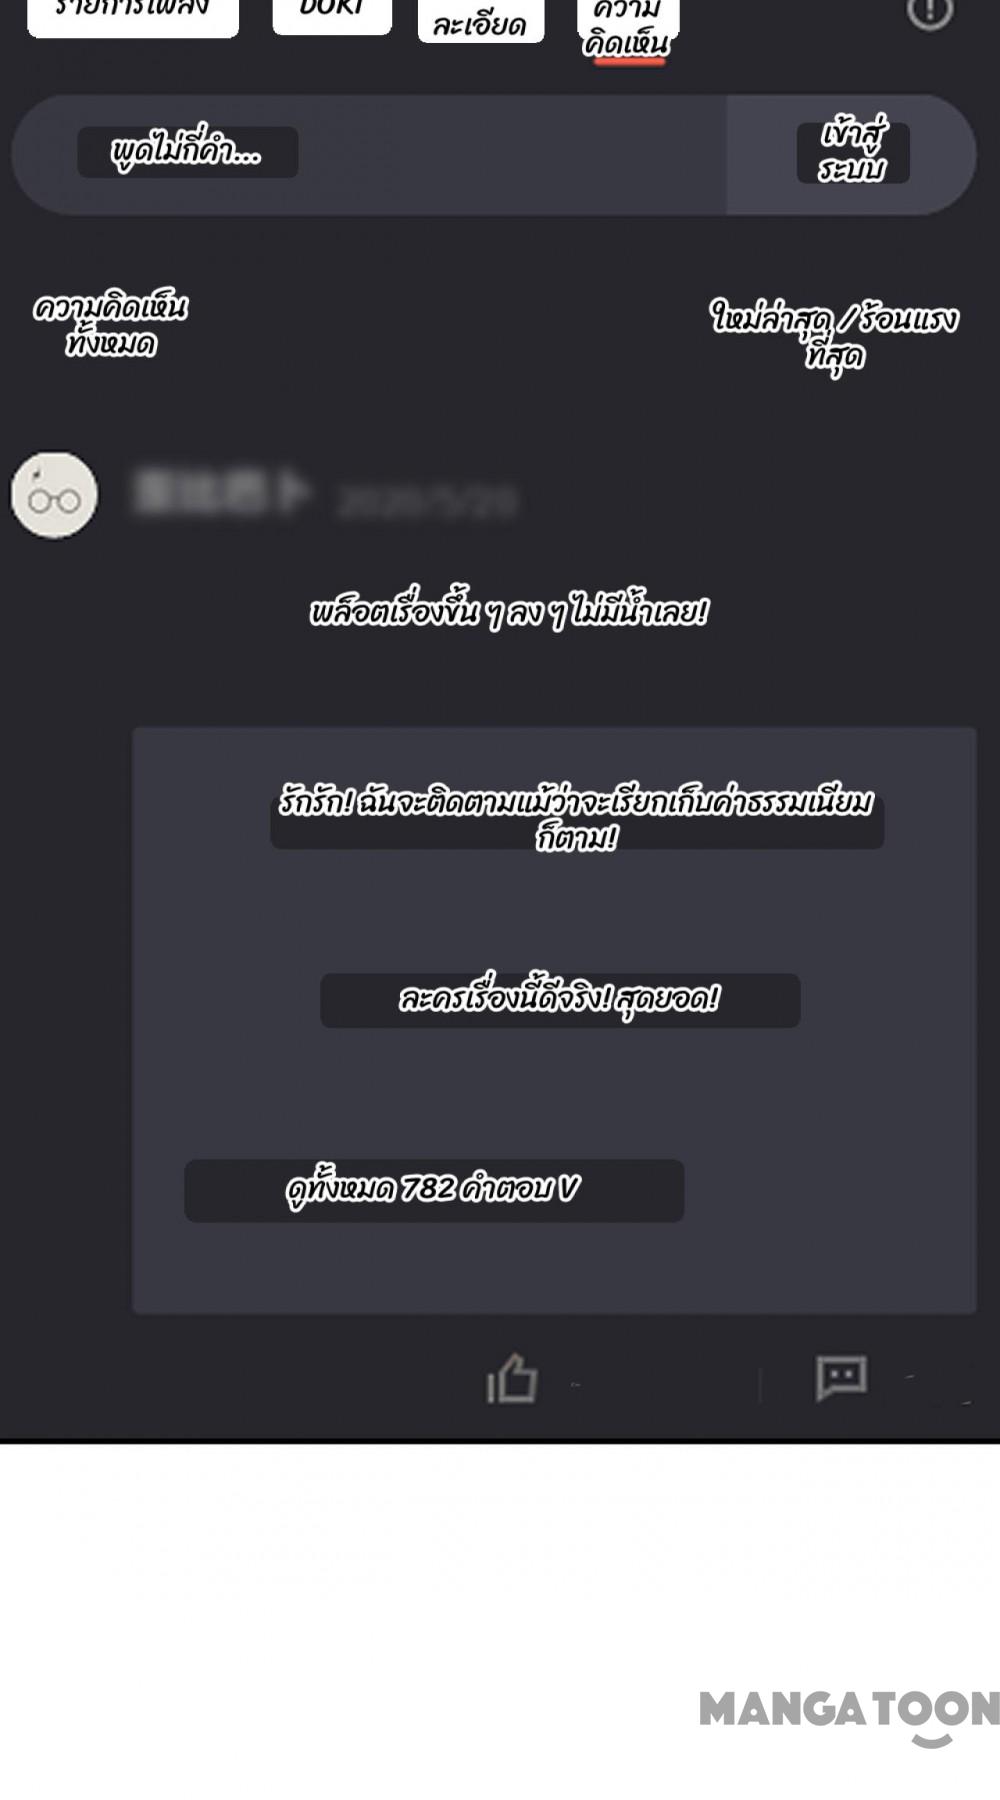 รายการเพลง
DOKI
ละเอียด
ความ
คิดเห็น
พูดไม่กี่คำ...
เข้าสู่
ระบบ
ความคิดเห็น
ทั้งหมด
ใหม่ล่าสุด / ร้อนแรง
ที่สุด
2020/5/20
พล็อตเรื่องขึ้น ๆ ลง ๆ ไม่มีน้ำเลย!
รักรัก! ฉันจะติดตามแม้ว่าจะเรียกเก็บค่าธรรมเนียม
ก็ตาม!
ละครเรื่องนี้ดีจริง! สุดยอด!
ดูทั้งหมด 782 คำตอบ V
MANGATOON